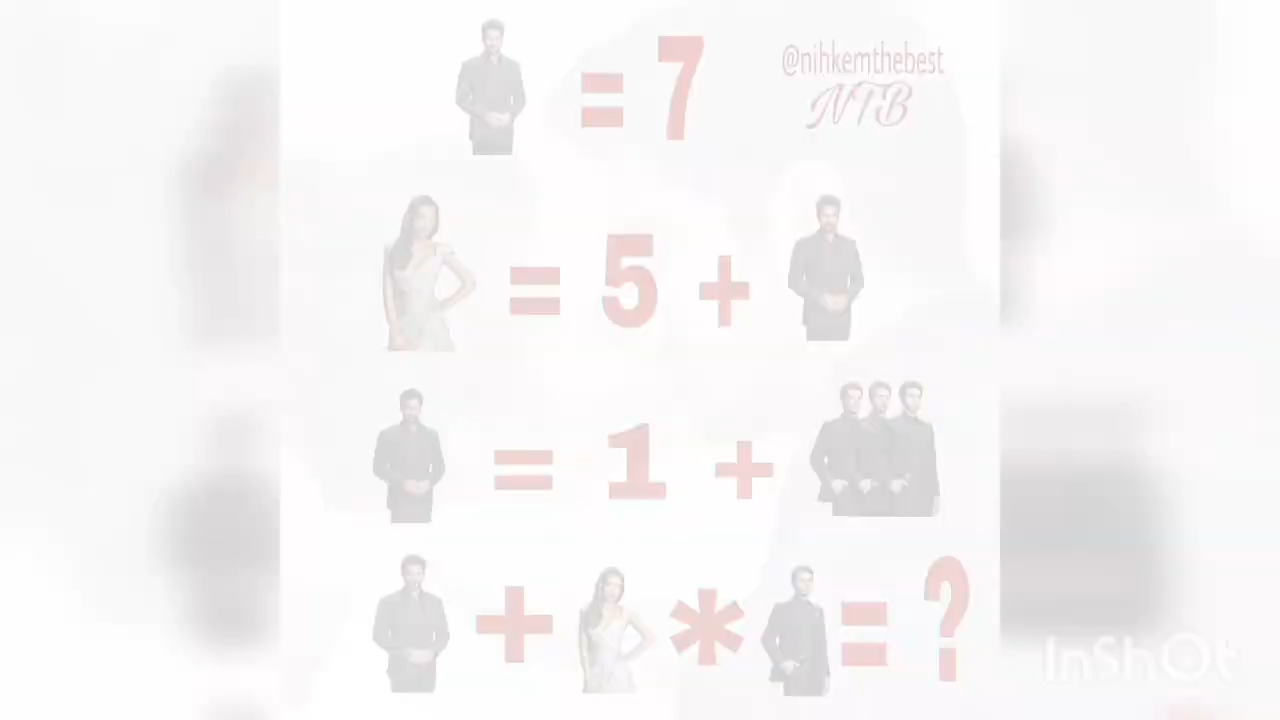 = 7
@nihkemthebest
NTB
= 5 +
= 1 +
+ * = ?
InShOt